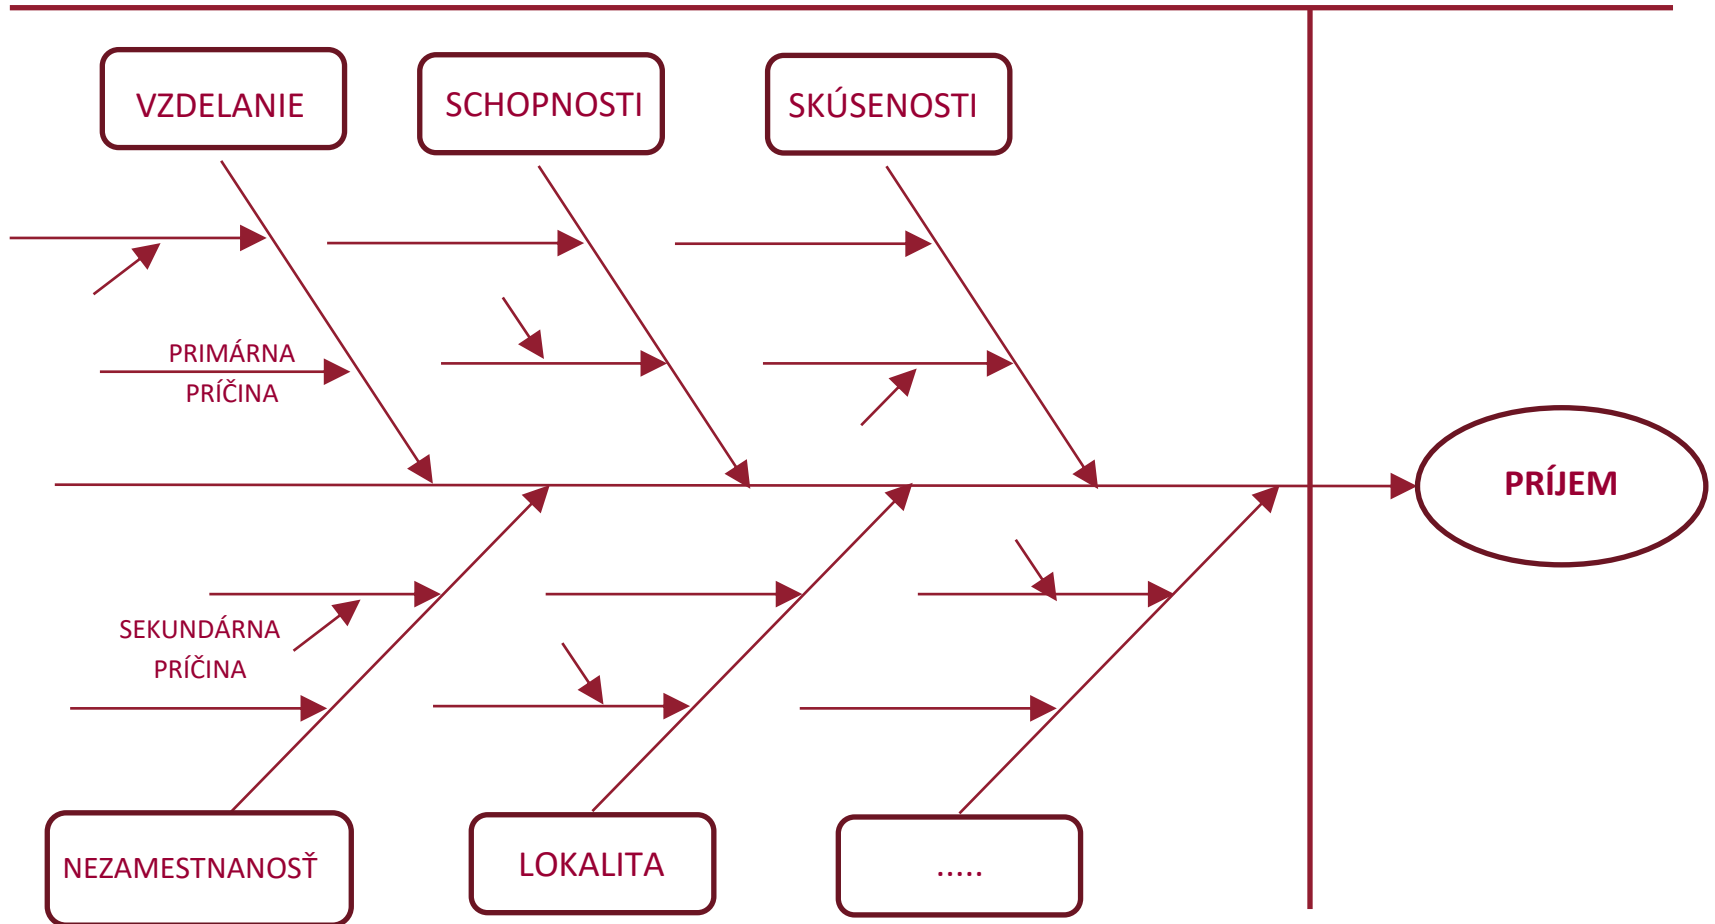 VZDELANIE
SCHOPNOSTI
SKÚSENOSTI
PRIMÁRNA
PRÍČINA
PRÍJEM
SEKUNDÁRNA
PRÍČINA
NEZAMESTNANOSŤ
LOKALITA
.....